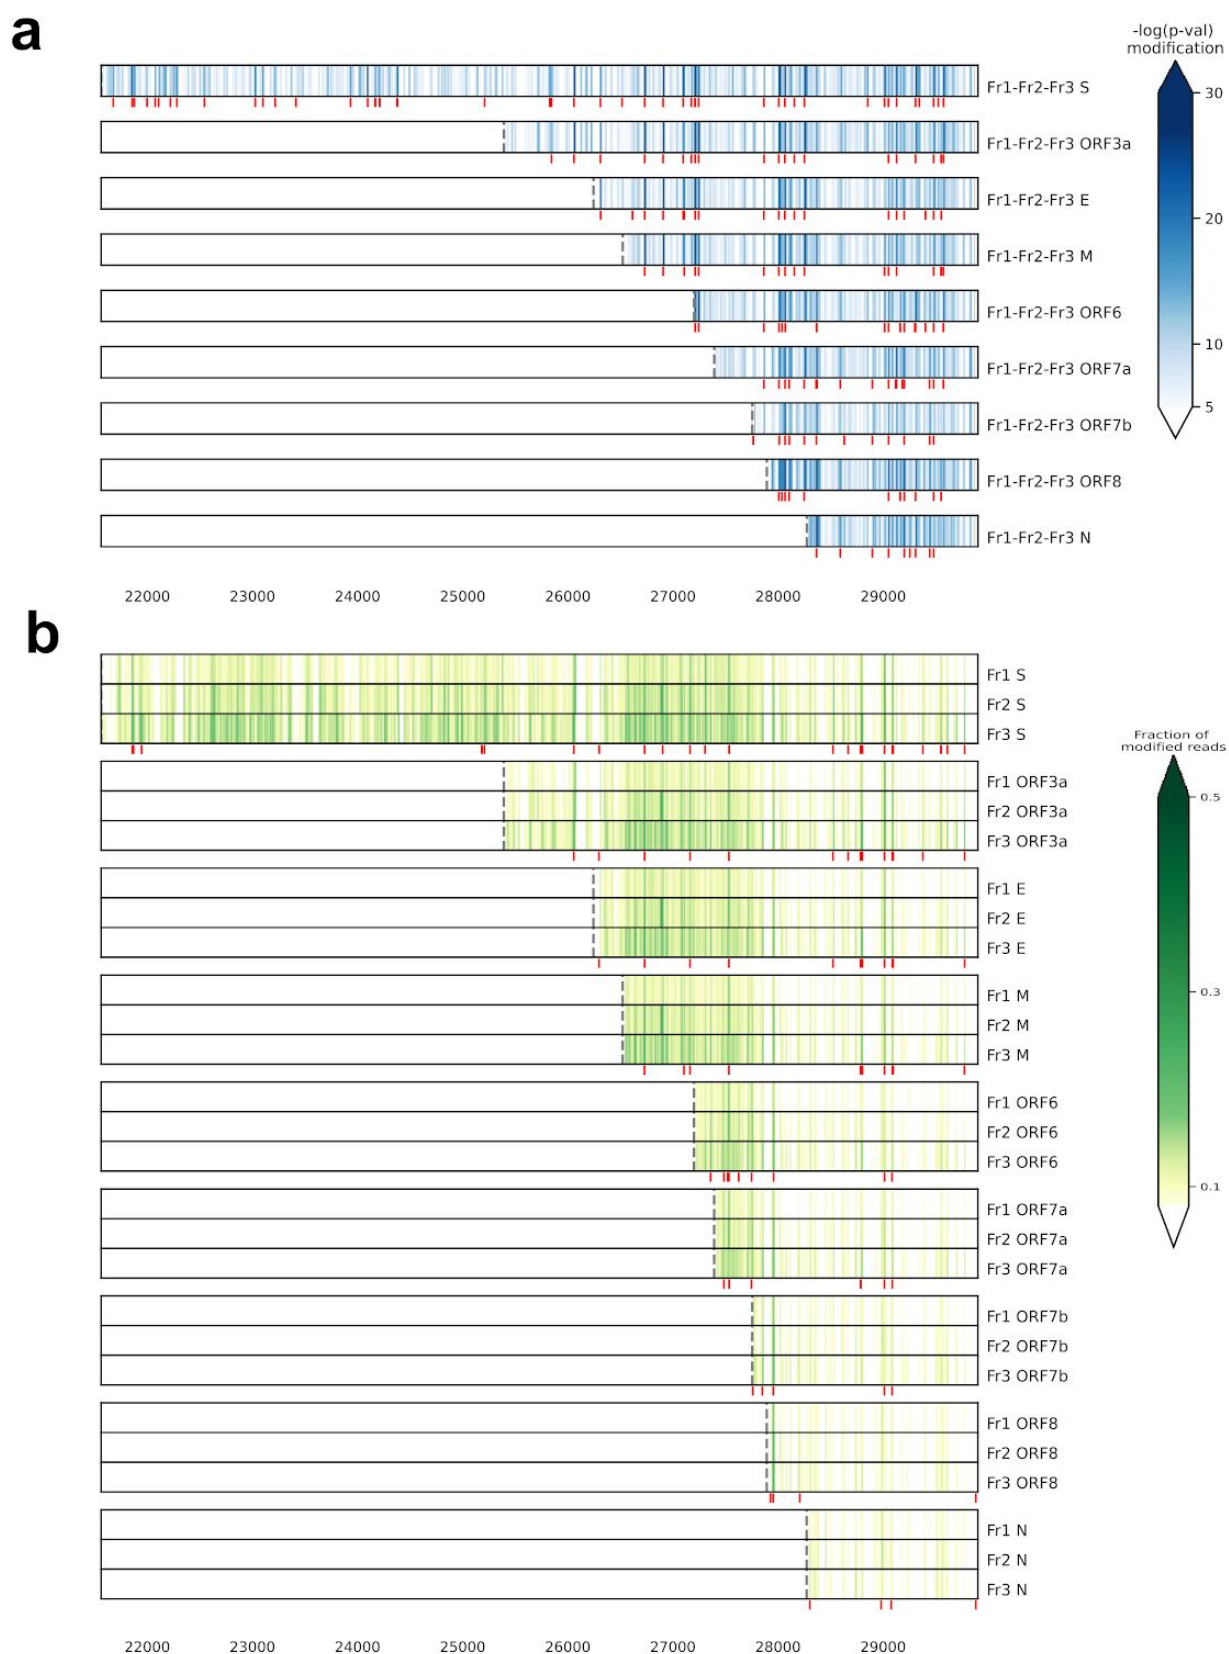 a
-log(p-val)
modification
Fr1-Fr2-Fr3 S
Fr1-Fr2-Fr3 ORF3a
Fr1-Fr2-Fr3 E
Fr1-Fr2-Fr3 M
Fr1-Fr2-Fr3 ORF6
Fr1-Fr2-Fr3 ORF7a
Fr1-Fr2-Fr3 ORF7b
Fr1-Fr2-Fr3 ORF8
Fr1-Fr2-Fr3 N
30
20
10
5
22000 23000 24000 25000 26000 27000 28000 29000
b
Fr1 S
Fr2 S
Fr3 S
Fr1 ORF3a
Fr2 ORF3a
Fr3 ORF3a
Fr1 E
Fr2 E
Fr3 E
Fr1 M
Fr2 M
Fr3 M
Fr1 ORF6
Fr2 ORF6
Fr3 ORF6
Fr1 ORF7a
Fr2 ORF7a
Fr3 ORF7a
Fr1 ORF7b
Fr2 ORF7b
Fr3 ORF7b
Fr1 ORF8
Fr2 ORF8
Fr3 ORF8
Fr1 N
Fr2 N
Fr3 N
Fraction of
modified reads
0.5
0.3
0.1
22000 23000 24000 25000 26000 27000 28000 29000